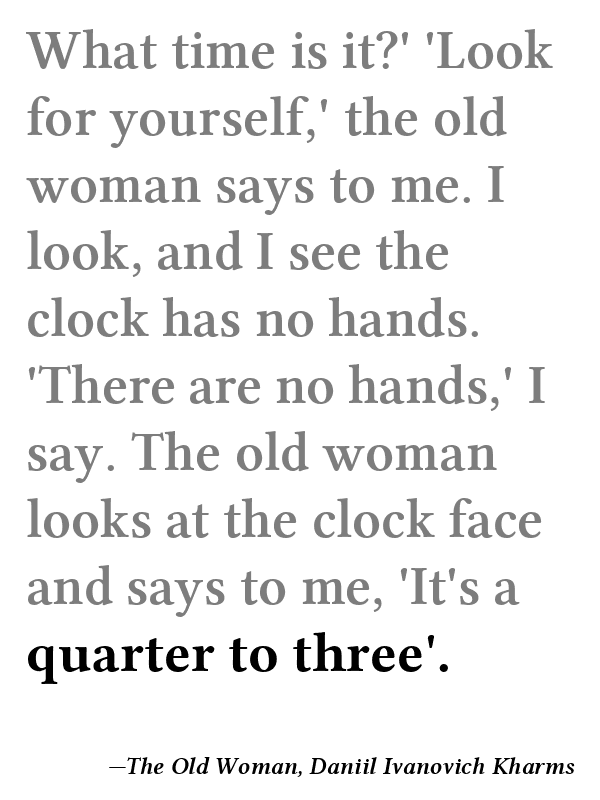 What time is it?' 'Look
for yourself,' the old
woman says to me. I
look, and I see the
clock has no hands.
'There are no hands,' I
say. The old woman
looks at the clock face
and says to me, 'It's a
quarter to three'.
—The Old Woman, Daniil Ivanovich Kharms